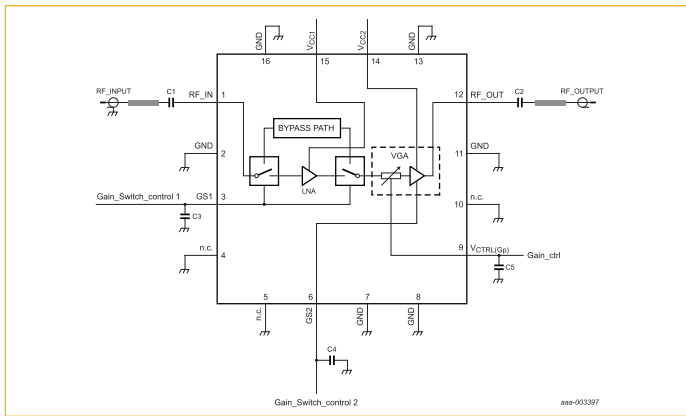 GND
16
VCC1
15
VCC2
14
GND
13
RF_INPUT
C1
RF_IN
1
12
RF_OUT
C2
RF_OUTPUT
BYPASS PATH
VGA
LNA
GND
2
11
GND
Gain_Switch_control 1
GS1
3
C3
n.c.
10
n.c.
4
9
VCTRL(Gp)
Gain_ctrl
C5
5
n.c.
6
GS2
7
GND
8
GND
C4
Gain_Switch_control 2
aaa-003397